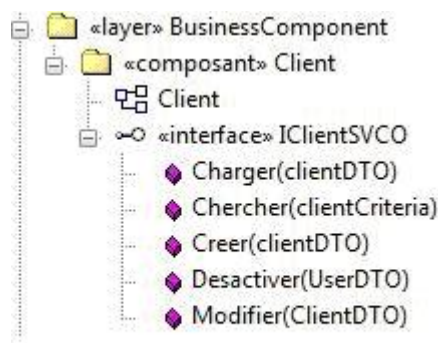 «layer» BusinessComponent
«composant» Client
Client
«interface» IClientSVCO
Charger(clientDTO)
Chercher(clientCriteria)
Creer(clientDTO)
Desactiver(UserDTO)
Modifier(ClientDTO)